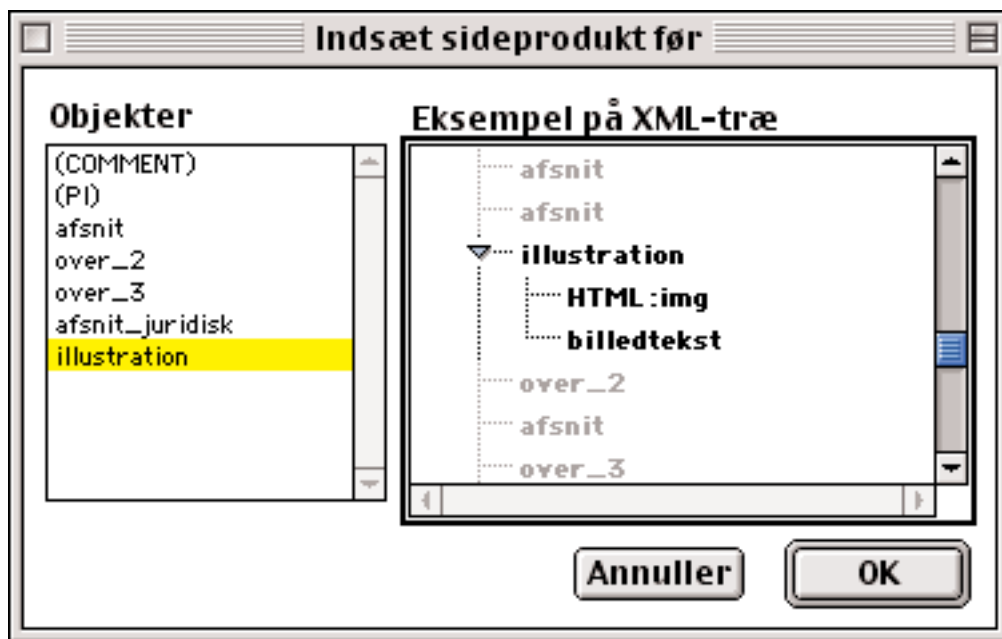 Indsæt sideprodukt før
Objekter
(COMMENT)
(PI)
afsnit
over_2
over_3
afsnit_juridisk
illustration
Eksempel på XML-træ
afsnit
afsnit
illustration
HTML:img
billedtekst
over_2
afsnit
over_3
Annuller
OK